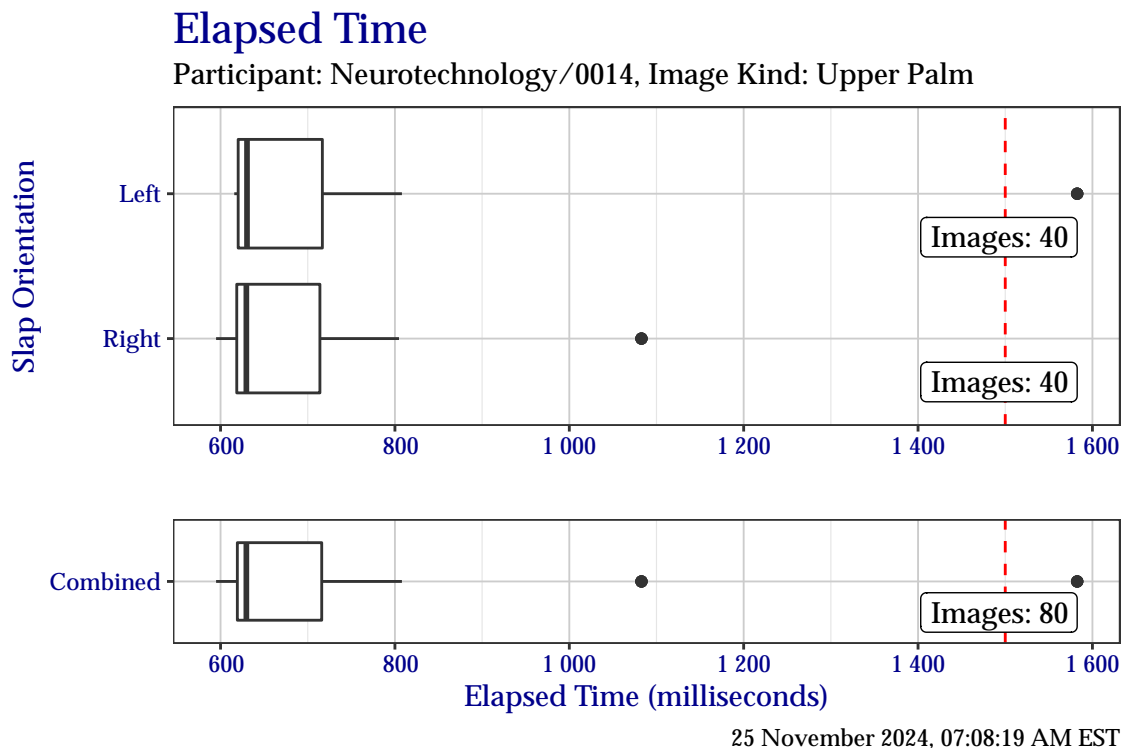 Elapsed Time
Participant: Neurotechnology/0014, Image Kind: Upper Palm
Slap Orientation
Left
Images: 40
Right
Images: 40
600 800 1 000 1 200 1 400 1 600
Combined
Images: 80
600 800 1 000 1 200 1 400 1 600
Elapsed Time (milliseconds)
25 November 2024, 07:08:19 AM EST